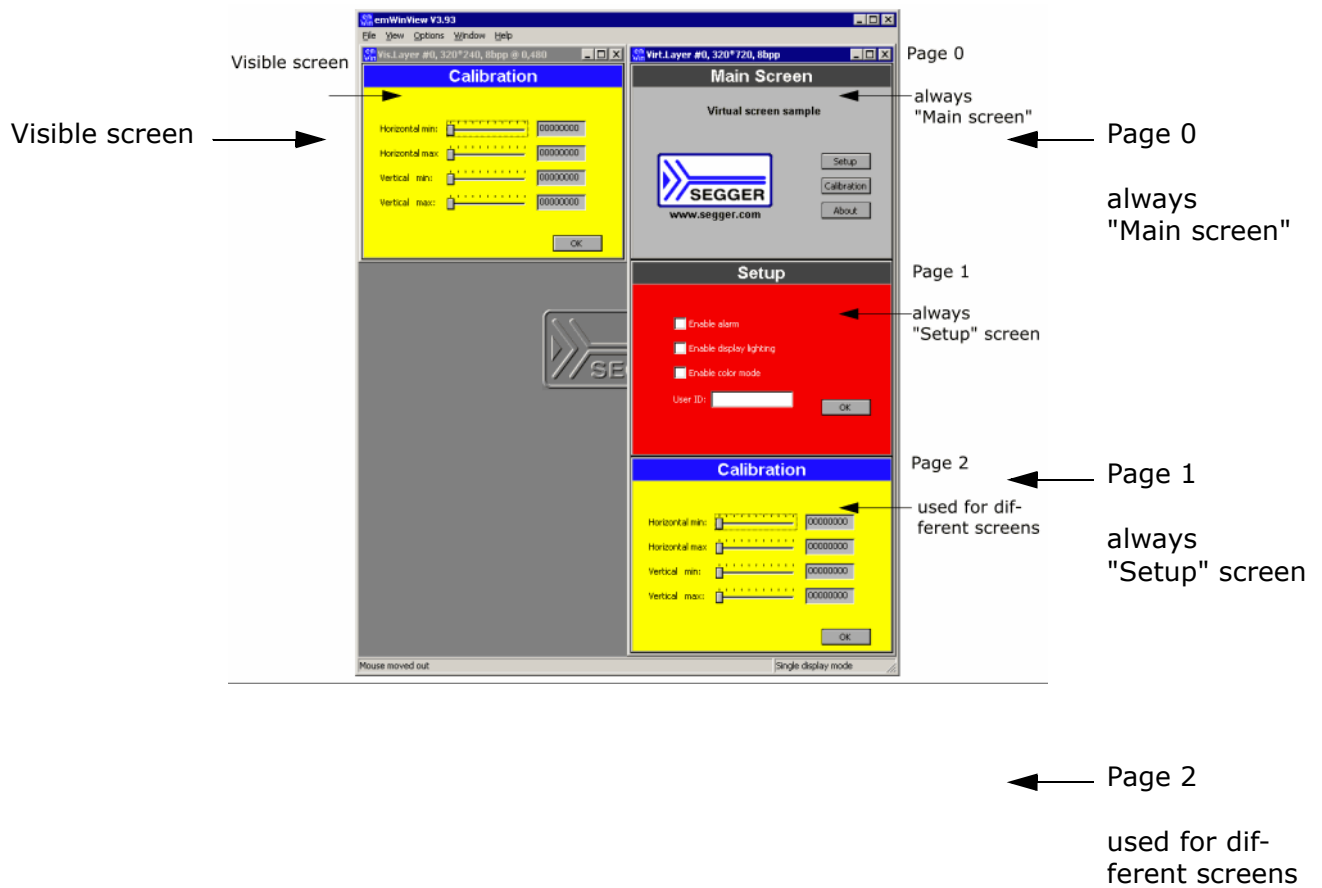 emWinView V3.93
File View Options Window Help
Vis.Layer #0, 320*240, 8bpp @ 0,480
Calibration
Horizontal min: 00000000
Horizontal max 00000000
Vertical min: 00000000
Vertical max: 00000000
OK
SEG
Virt.Layer #0, 320*720, 8bpp
Main Screen
Virtual screen sample
SEGGER
www.segger.com
Setup
Calibration
About
Setup
Enable alarm
Enable display lighting
Enable color mode
User ID:
OK
Calibration
Horizontal min: 00000000
Horizontal max 00000000
Vertical min: 00000000
Vertical max: 00000000
OK
Mouse moved out
Single display mode
Visible screen
Page 0
always
"Main screen"
Page 1
always
"Setup" screen
Page 2
used for dif-
ferent screens
Visible screen
Page 0
always
"Main screen"
Page 1
always
"Setup" screen
Page 2
used for dif-
ferent screens